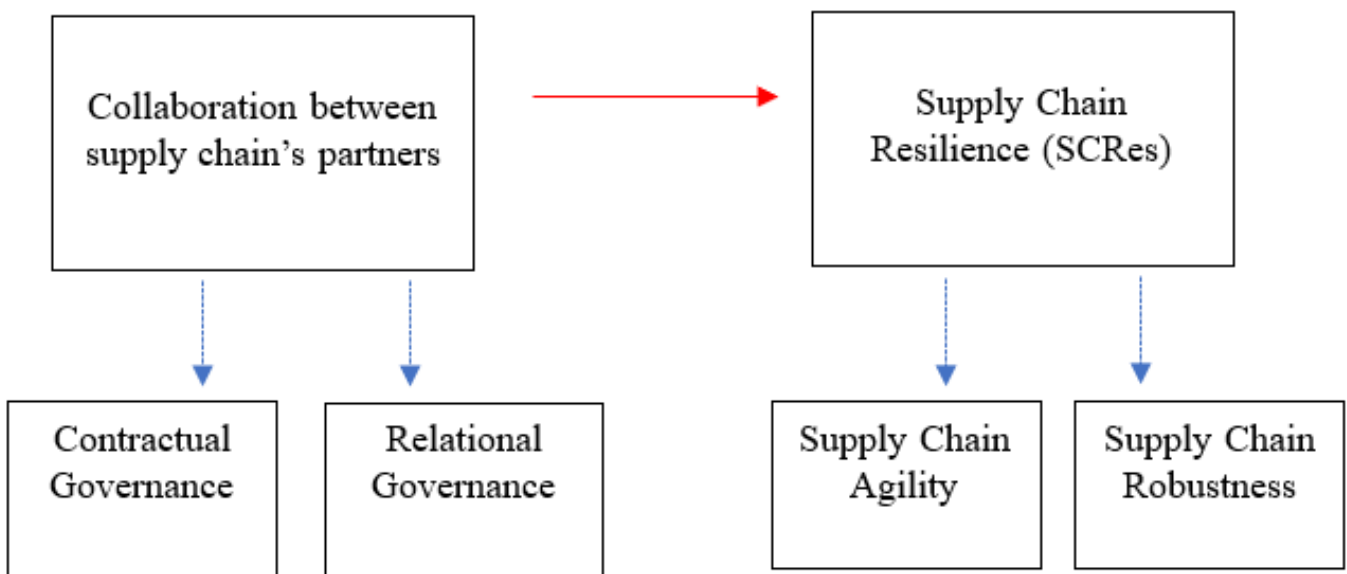 Collaboration between
supply chain’s partners
Supply Chain
Resilience (SCRes)
Contractual
Governance
Relational
Governance
Supply Chain
Agility
Supply Chain
Robustness